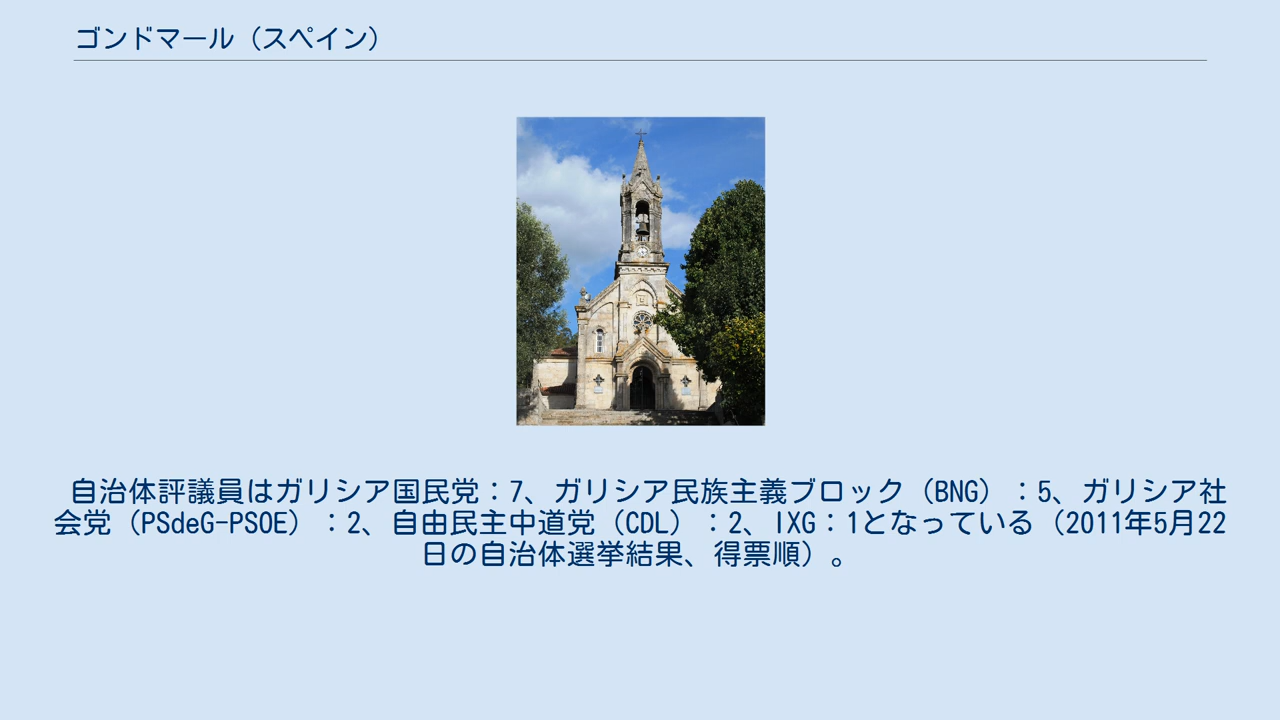 ゴンドマール（スペイン）
自治体評議員はガリシア国民党：7、ガリシア民族主義ブロック（BNG）：5、ガリシア社
会党（PSdeG-PSOE）：2、自由民主中道党（CDL）：2、IXG：1となっている（2011年5月22
日の自治体選挙結果、得票順）。